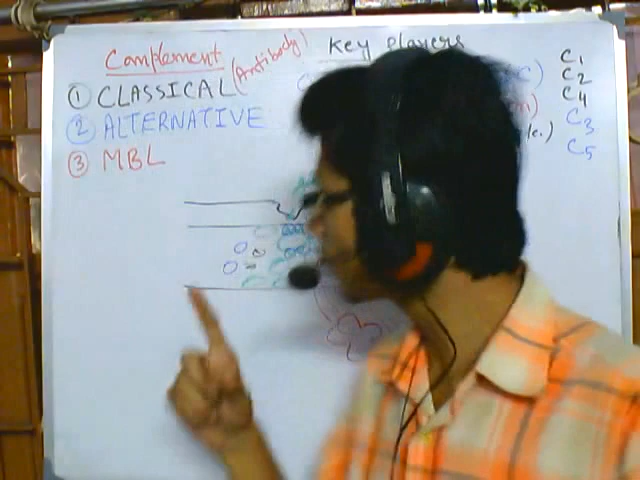 Complement
① CLASSICAL (Antibody)
② ALTERNATIVE
③ MBL
Key players
C1
C2
C4
C3
C5